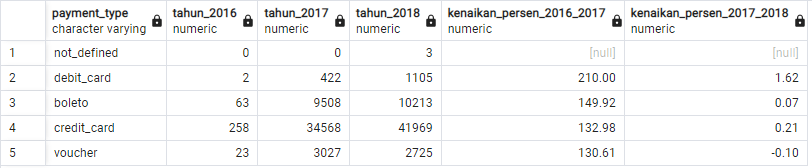 payment_type tahun_2016 tahun_2017 tahun_2018 kenaikan_persen_2016_2017 kenaikan_persen_2017_2018
character varying numeric numeric numeric numeric numeric
1 not_defined 0 0 3 [null] [null]
2 debit_card 2 422 1105 210.00 1.62
3 boleto 63 9508 10213 149.92 0.07
4 credit_card 258 34568 41969 132.98 0.21
5 voucher 23 3027 2725 130.61 -0.10